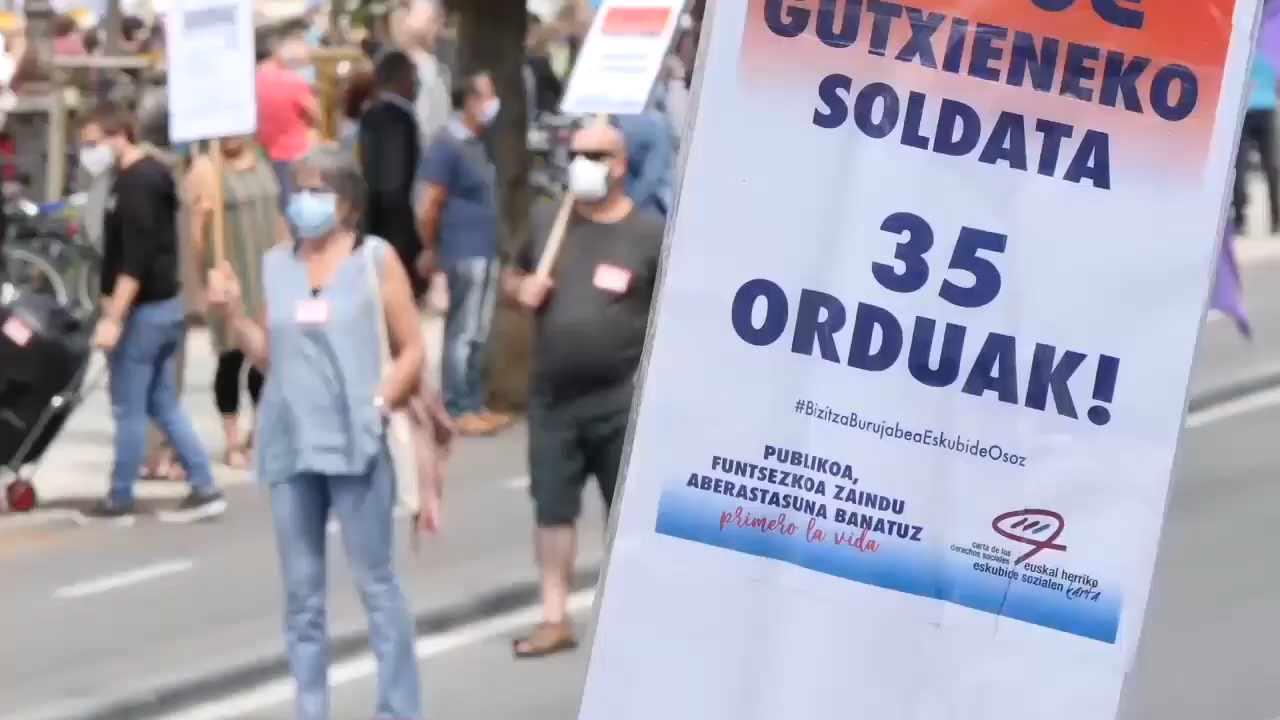 GUTXIENEKO
SOLDATA
35
ORDUAK!
#BizitzaBurujabeaEskubideOsoz
PUBLIKOA,
FUNTSEZKOA ZAINDU
ABERASTASUNA BANATUZ
primero la vida
carta de los
derechos sociales
euskal herriko
eskubide sozialen karta